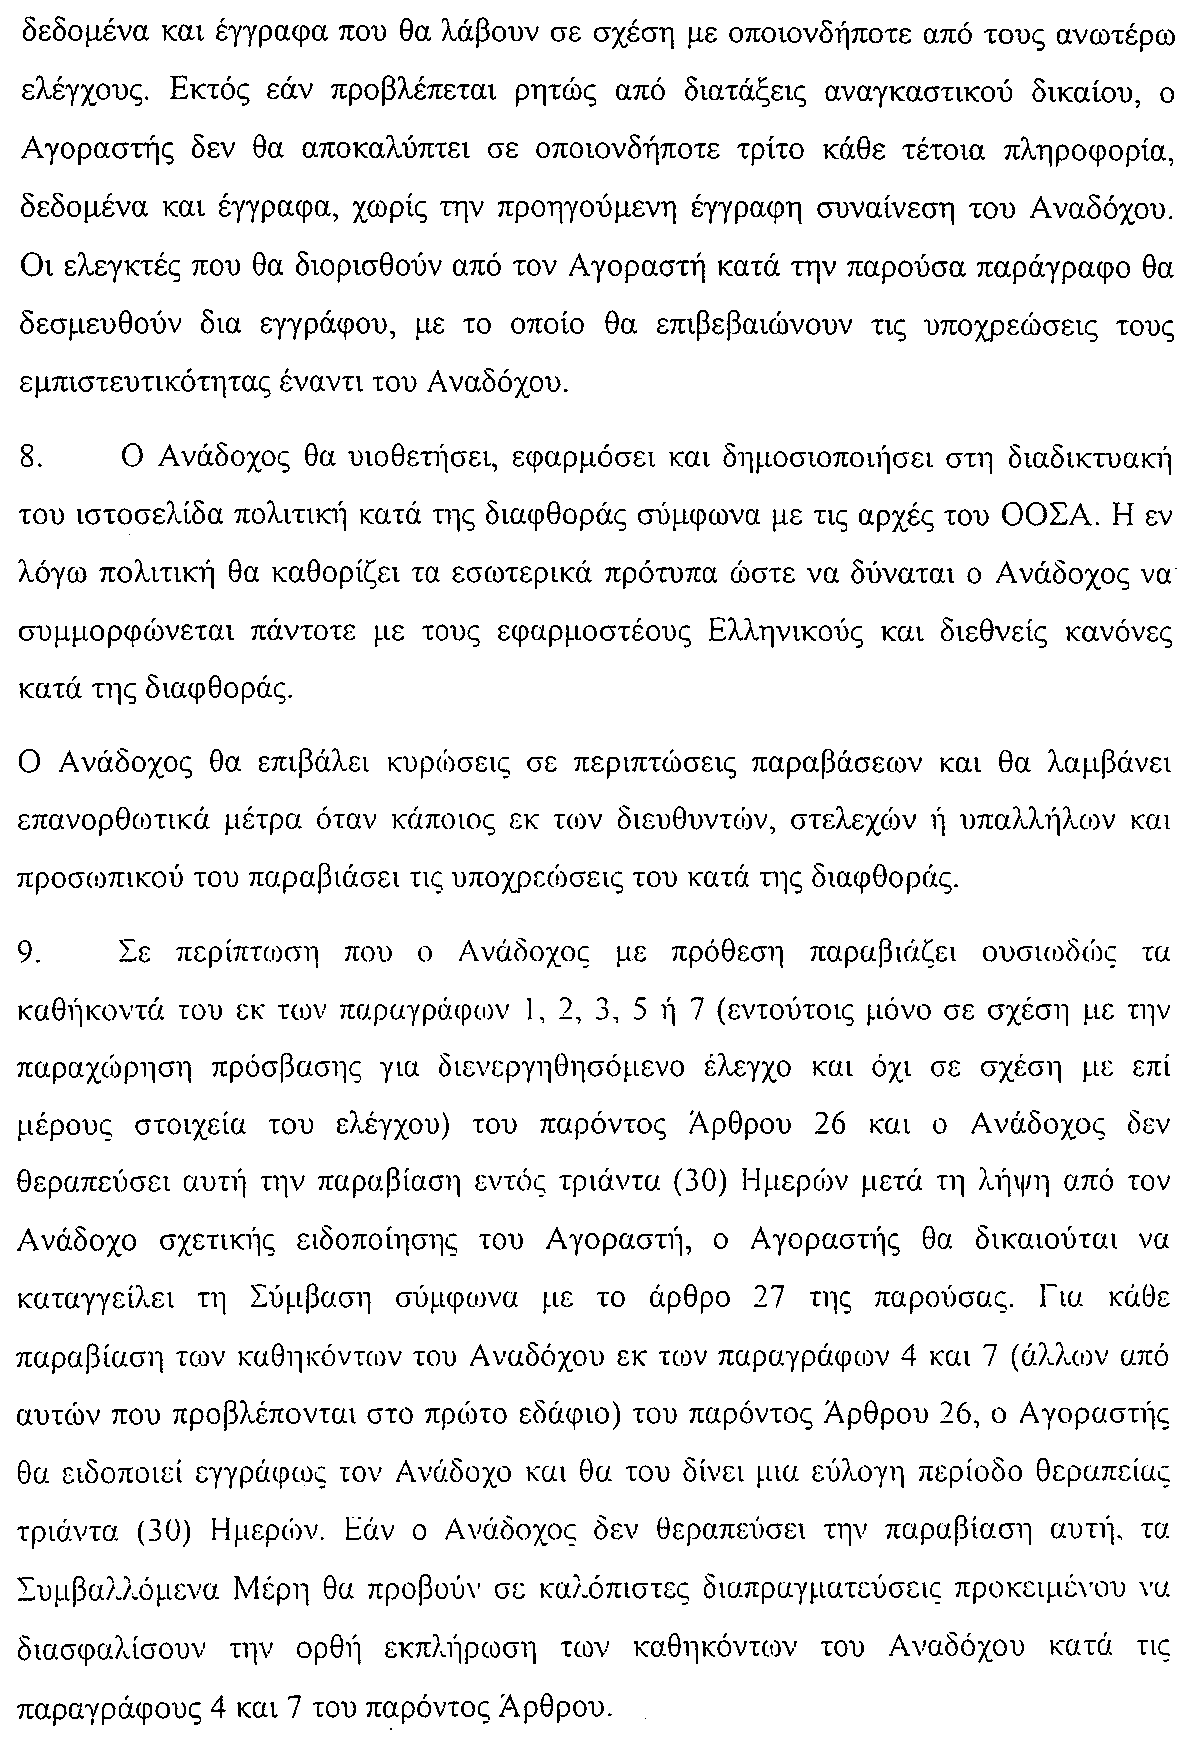 δεδομένα και έγγραφα που θα λάβουν σε σχέση με οποιονδήποτε από τους ανωτέρω
ελέγχους. Εκτός εάν προβλέπεται ρητώς από διατάξεις αναγκαστικού δικαίου, ο
Αγοραστής δεν θα αποκαλύπτει σε οποιονδήποτε τρίτο κάθε τέτοια πληροφορία,
δεδομένα και έγγραφα, χωρίς την προηγούμενη έγγραφη συναίνεση του Αναδόχου.
Οι ελεγκτές που θα διορισθούν από τον Αγοραστή κατά την παρούσα παράγραφο θα
δεσμευθούν δια εγγράφου, με το οποίο θα επιβεβαιώνουν τις υποχρεώσεις τους
εμπιστευτικότητας έναντι του Αναδόχου.
8. Ο Ανάδοχος θα υιοθετήσει, εφαρμόσει και δημοσιοποιήσει στη διαδικτυακή
του ιστοσελίδα πολιτική κατά της διαφθοράς σύμφωνα με τις αρχές του ΟΟΣΑ. Η εν
λόγω πολιτική θα καθορίζει τα εσωτερικά πρότυπα ώστε να δύναται ο Ανάδοχος να
συμμορφώνεται πάντοτε με τους εφαρμοστέους Ελληνικούς και διεθνείς κανόνες
κατά της διαφθοράς.
Ο Ανάδοχος θα επιβάλει κυρώσεις σε περιπτώσεις παραβάσεων και θα λαμβάνει
επανορθωτικά μέτρα όταν κάποιος εκ των διευθυντών, στελεχών ή υπαλλήλων και
προσωπικού του παραβιάσει τις υποχρεώσεις του κατά της διαφθοράς.
9. Σε περίπτωση που ο Ανάδοχος με πρόθεση παραβιάζει ουσιωδώς τα
καθήκοντά του εκ των παραγράφων 1, 2, 3, 5 ή 7 (εντούτοις μόνο σε σχέση με την
παραχώρηση πρόσβασης για διενεργηθησόμενο έλεγχο και όχι σε σχέση με επί
μέρους στοιχεία του ελέγχου) του παρόντος Άρθρου 26 και ο Ανάδοχος δεν
θεραπεύσει αυτή την παραβίαση εντός τριάντα (30) Ημερών μετά τη λήψη από τον
Ανάδοχο σχετικής ειδοποίησης του Αγοραστή, ο Αγοραστής θα δικαιούται να
καταγγείλει τη Σύμβαση σύμφωνα με το άρθρο 27 της παρούσας. Για κάθε
παραβίαση των καθηκόντων του Αναδόχου εκ των παραγράφων 4 και 7 (άλλων από
αυτών που προβλέπονται στο πρώτο εδάφιο) του παρόντος Άρθρου 26, ο Αγοραστής
θα ειδοποιεί εγγράφως τον Ανάδοχο και θα του δίνει μια εύλογη περίοδο θεραπείας
τριάντα (30) Ημερών. Εάν ο Ανάδοχος δεν θεραπεύσει την παραβίαση αυτή, τα
Συμβαλλόμενα Μέρη θα προβούν σε καλόπιστες διαπραγματεύσεις προκειμένου να
διασφαλίσουν την ορθή εκπλήρωση των καθηκόντων του Αναδόχου κατά τις
παραγράφους 4 και 7 του παρόντος Άρθρου.